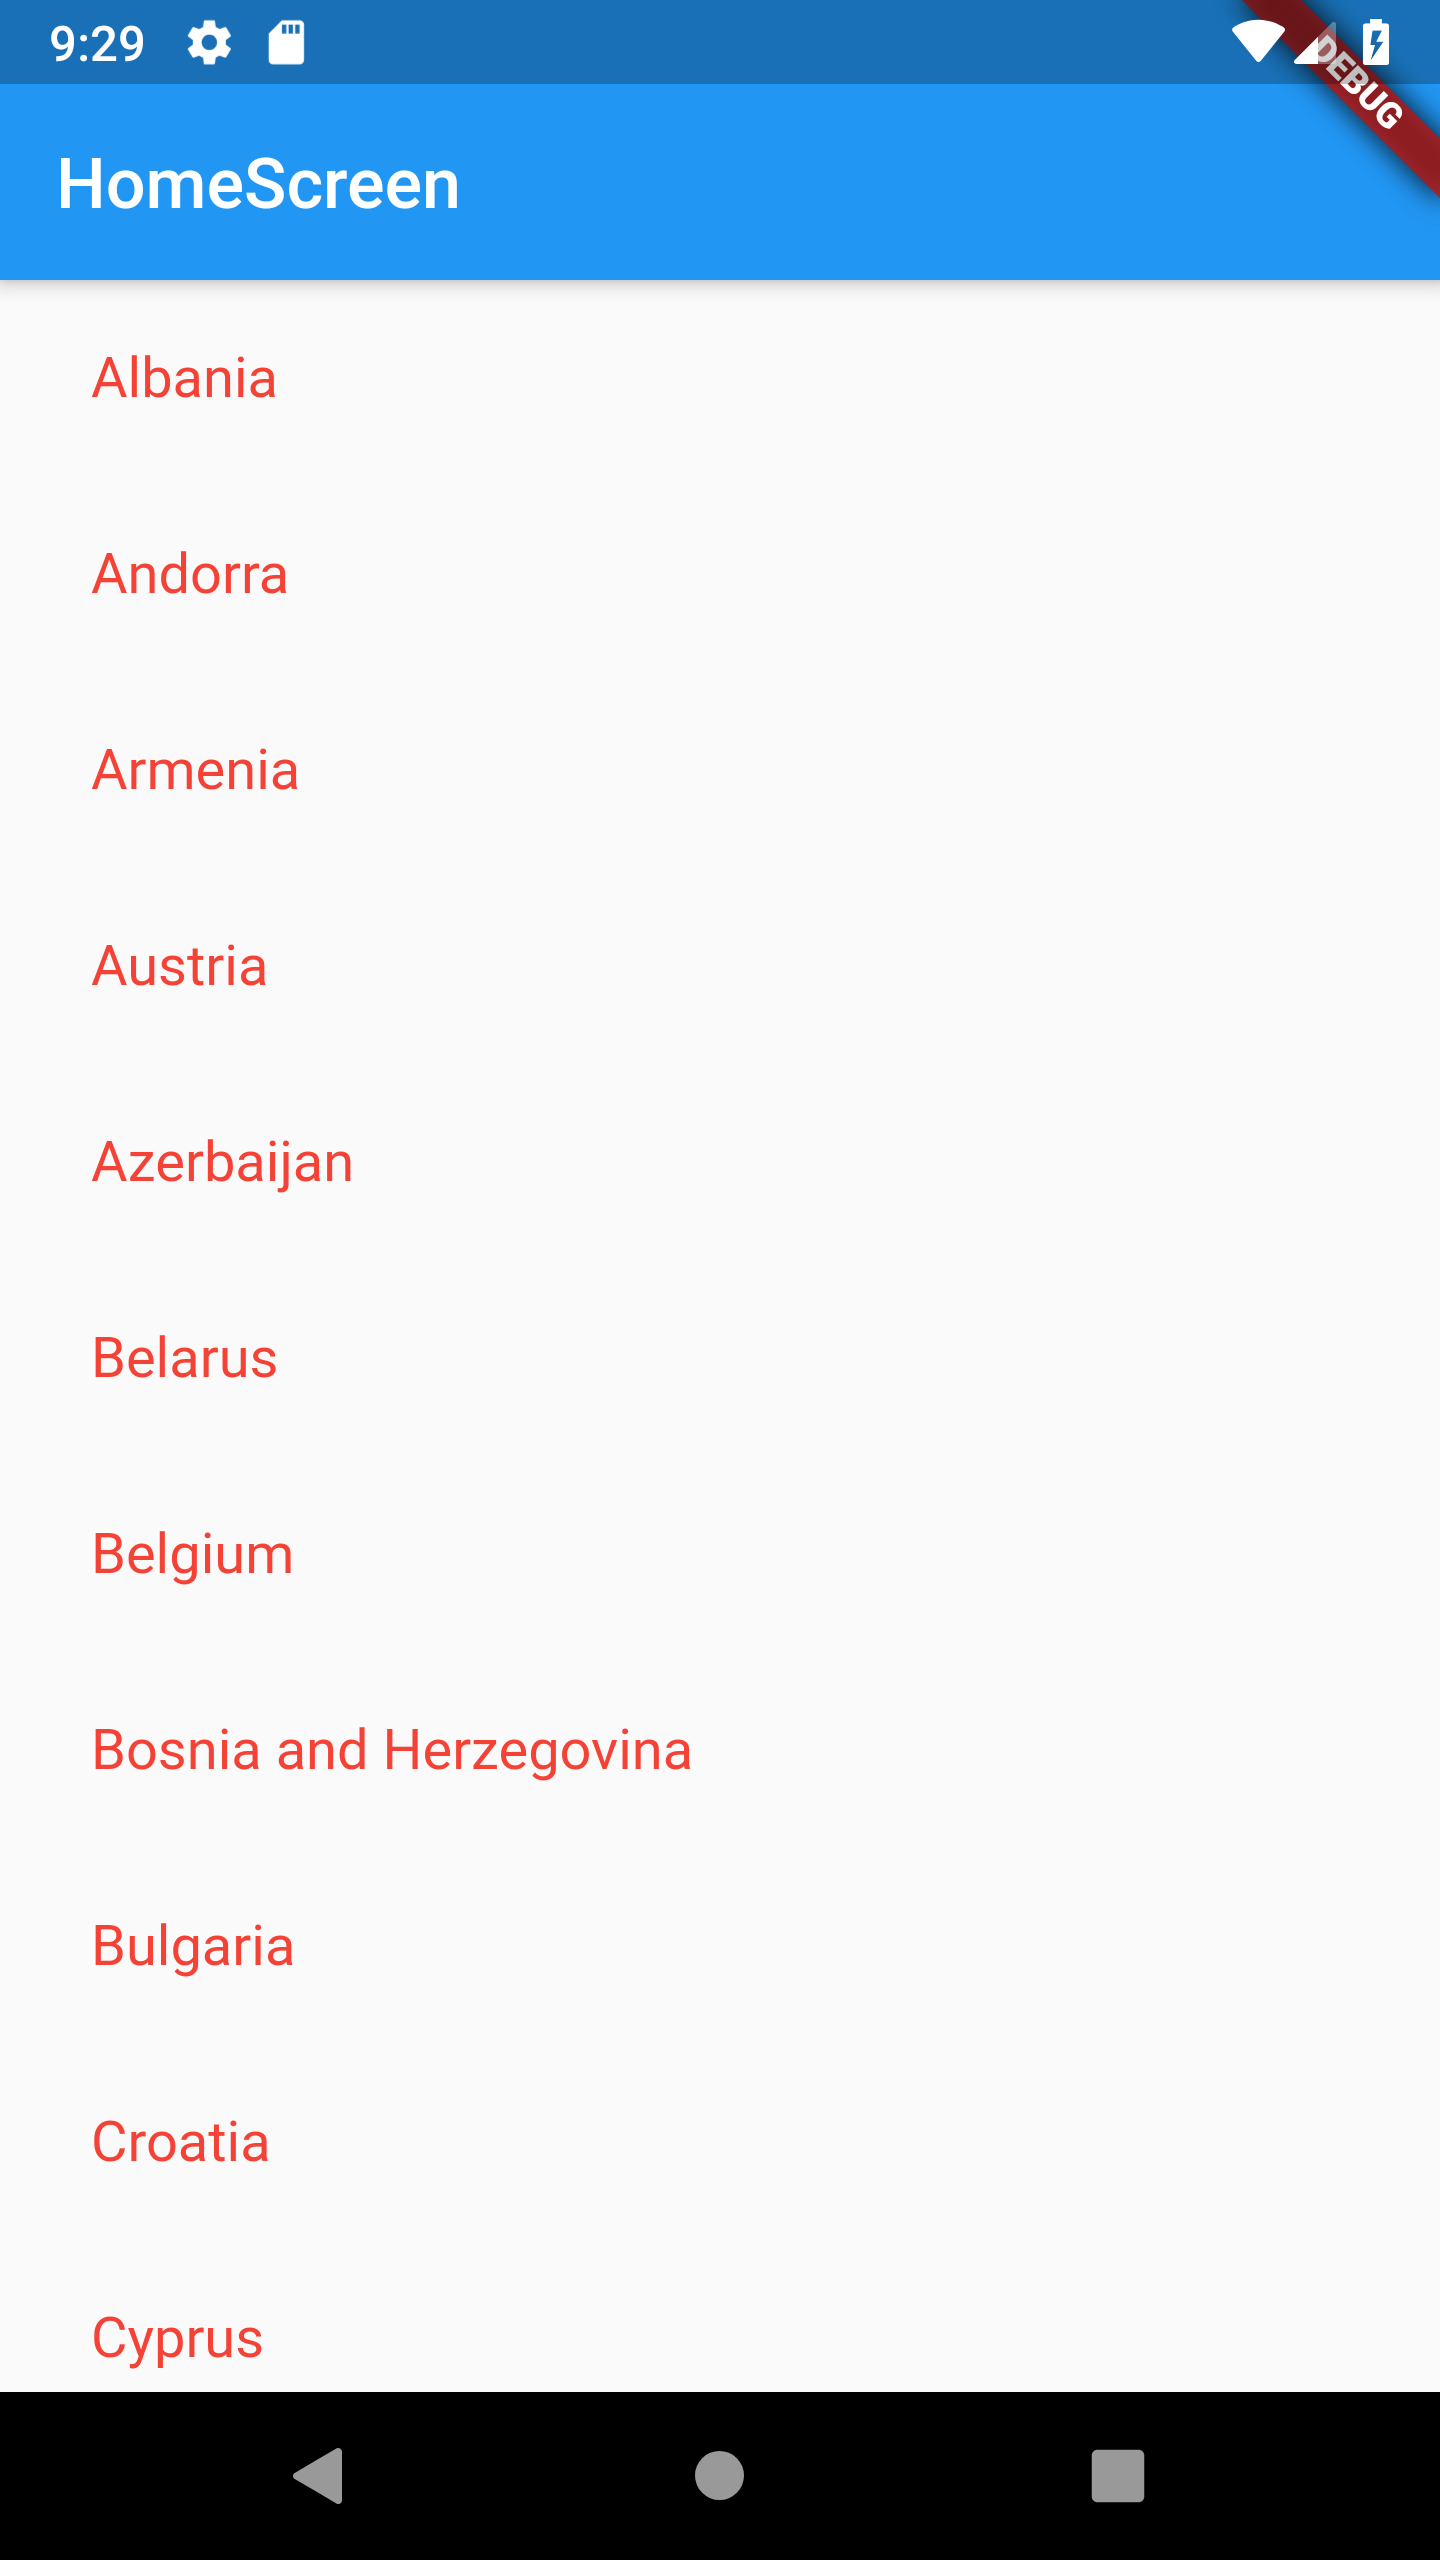 9:29
DEBUG
HomeScreen
Albania
Andorra
Armenia
Austria
Azerbaijan
Belarus
Belgium
Bosnia and Herzegovina
Bulgaria
Croatia
Cyprus